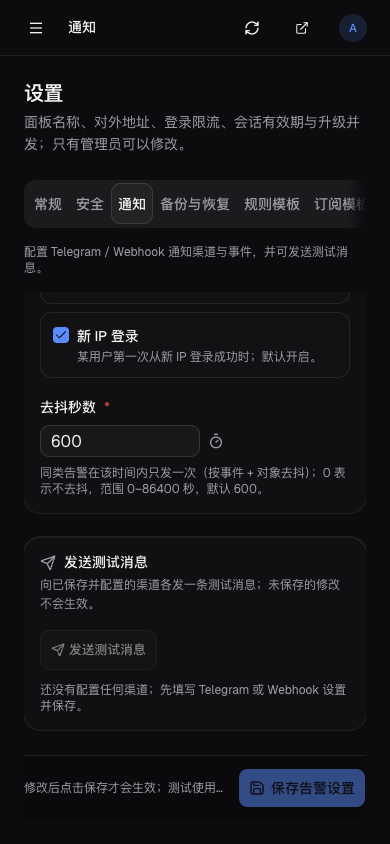 通知
A
设置
面板名称、对外地址、登录限流、会话有效期与升级并
发；只有管理员可以修改。
常规 安全 通知 备份与恢复 规则模板 订阅模
配置 Telegram / Webhook 通知渠道与事件，并可发送测试消
息。
新 IP 登录
某用户第一次从新 IP 登录成功时；默认开启。
去抖秒数 *
600
同类告警在该时间内只发一次（按事件 + 对象去抖）；0 表
示不去抖，范围 0–86400 秒，默认 600。
发送测试消息
向已保存并配置的渠道各发一条测试消息；未保存的修改
不会生效。
发送测试消息
还没有配置任何渠道；先填写 Telegram 或 Webhook 设置
并保存。
修改后点击保存才会生效；测试使用…
保存告警设置